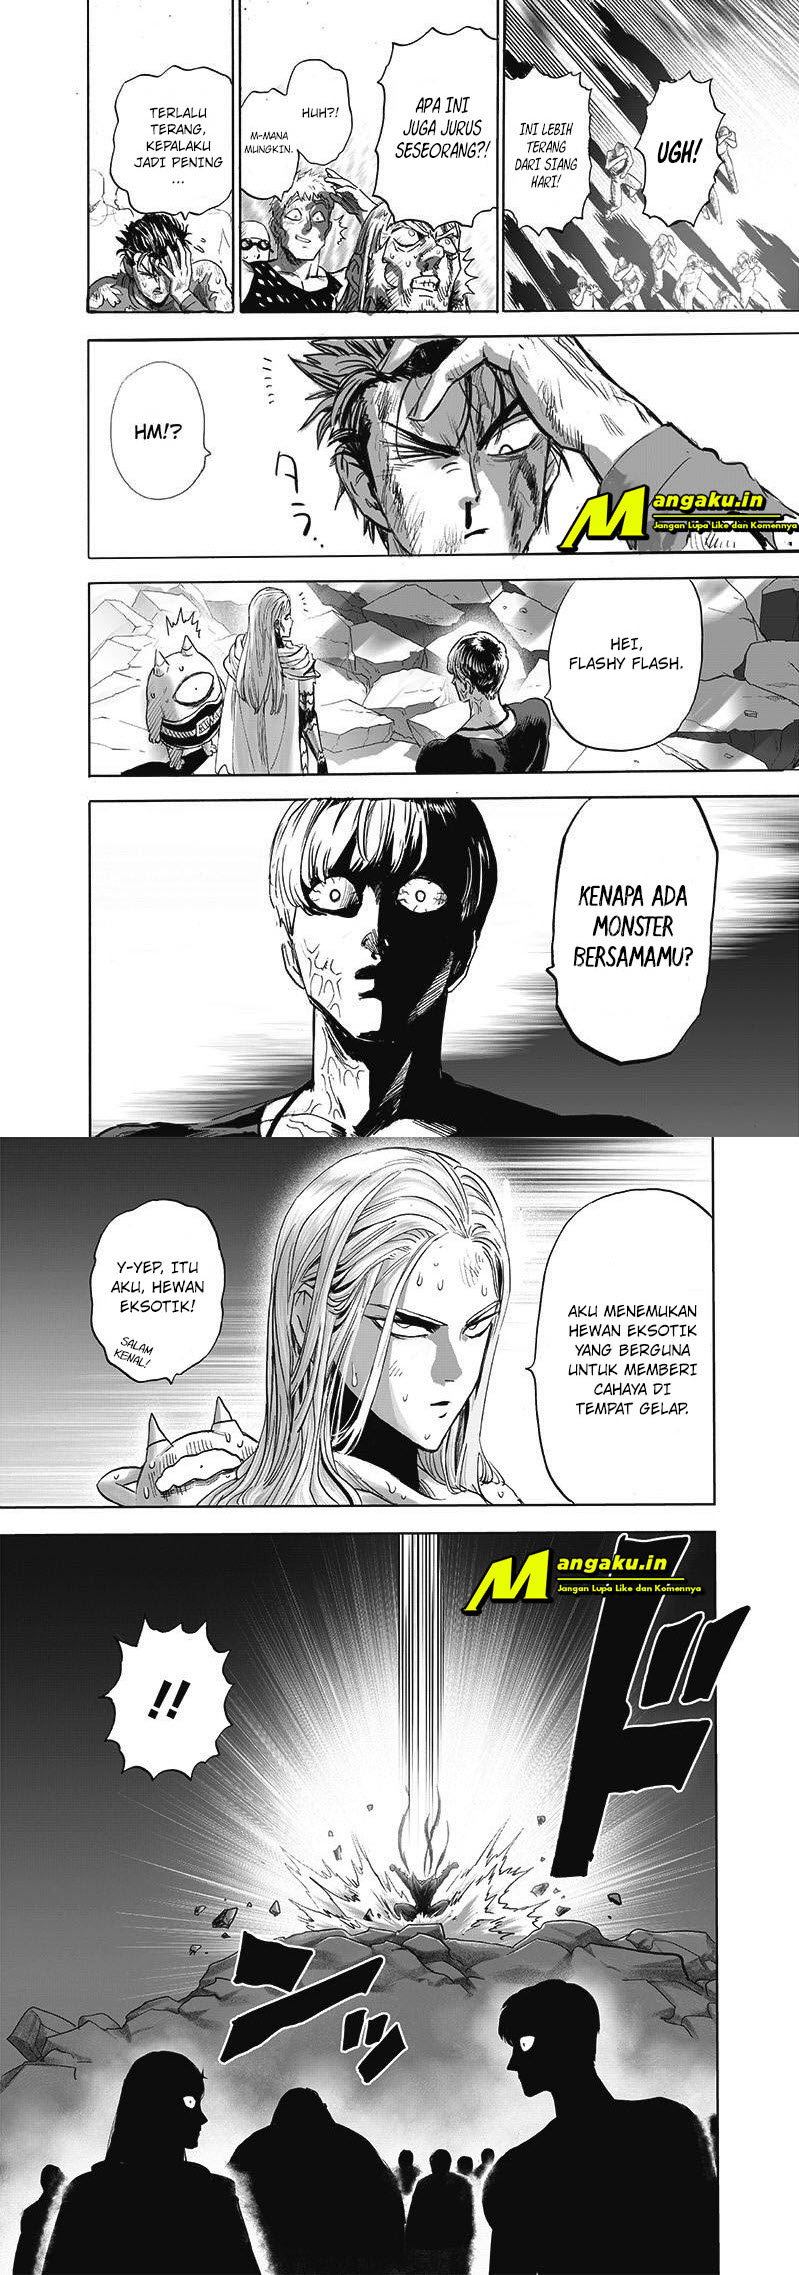 UGH!
INI LEBIH
TERANG
DARI SIANG
HARI!
APA INI
JUGA JURUS
SESEORANG?!
HUH?!
M-MANA
MUNGKIN.
TERLALU
TERANG,
KEPALAKU
JADI PENING
...
HM!?
タラ..
Mangaku.in
Jangan Lupa Like dan Komennya
HEI,
FLASHY FLASH.
KENAPA ADA
MONSTER
BERSAMAMU?
AKU MENEMUKAN
HEWAN EKSOTIK
YANG BERGUNA
UNTUK MEMBERI
CAHAYA DI
TEMPAT GELAP.
Y-YEP, ITU
AKU, HEWAN
EKSOTIK!
SALAM
KENAL!
Mangaku.in
Jangan Lupa Like dan Komennya
!!
ドドン